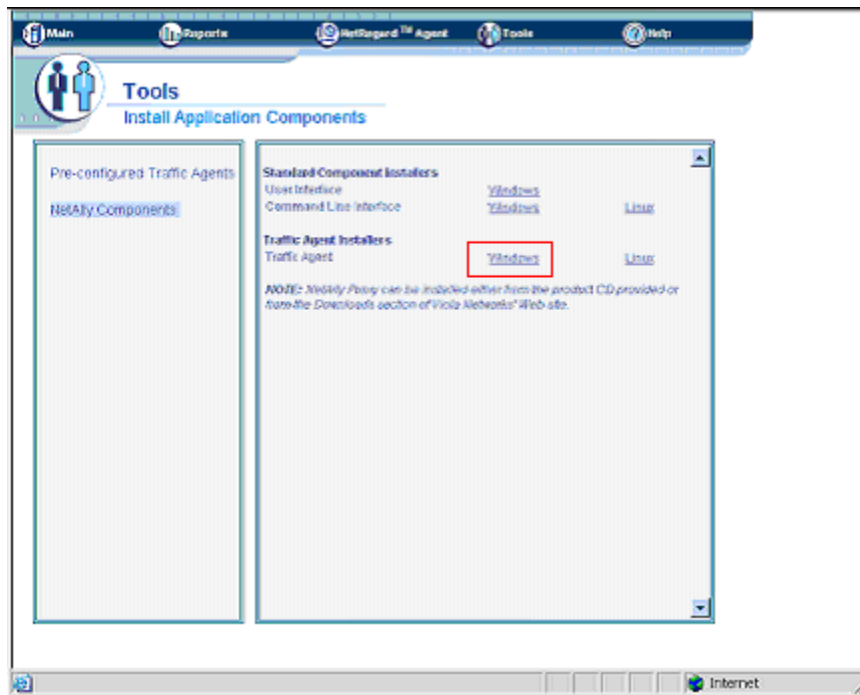 Main Reports NetRegard ™ Agent Tools Help
Tools
Install Application Components
Pre-configured Traffic Agents
NetAlly Components
Standard Component Installers
User Interface Windows
Command Line Interface Windows Linux
Traffic Agent Installers
Traffic Agent Windows Linux
NOTE: NetAlly Proxy can be installed either from the product CD provided or
from the Downloads section of Viola Networks' Web site.
Internet